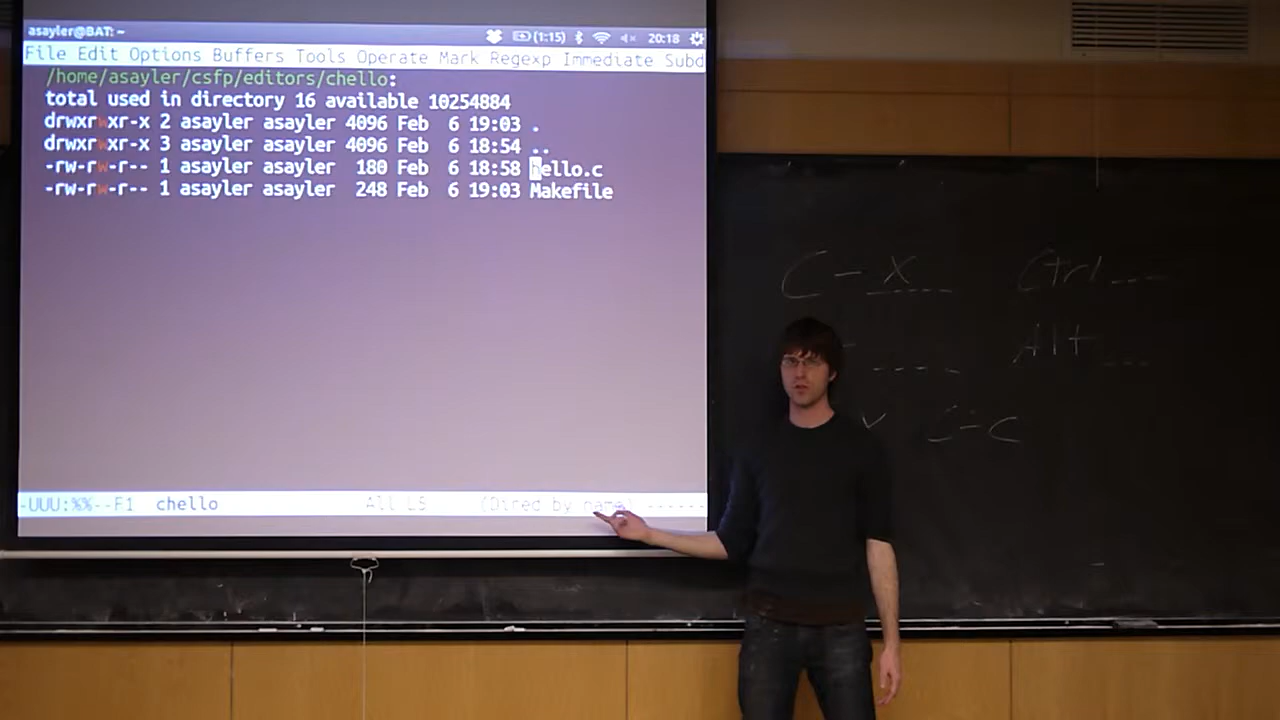 asayler@BAT: ~ (1:15) 20:18
File Edit Options Buffers Tools Operate Mark Regexp Immediate Subd
/home/asayler/csfp/editors/chello:
total used in directory 16 available 10254884
drwxrwxr-x 2 asayler asayler 4096 Feb 6 19:03 .
drwxrwxr-x 3 asayler asayler 4096 Feb 6 18:54 ..
-rw-rw-r-- 1 asayler asayler 180 Feb 6 18:58 hello.c
-rw-rw-r-- 1 asayler asayler 248 Feb 6 19:03 Makefile
-UUU:%%--F1 chello All L5 (Dired by name) ------
C - x Ctrl ---
Alt ---
C-c